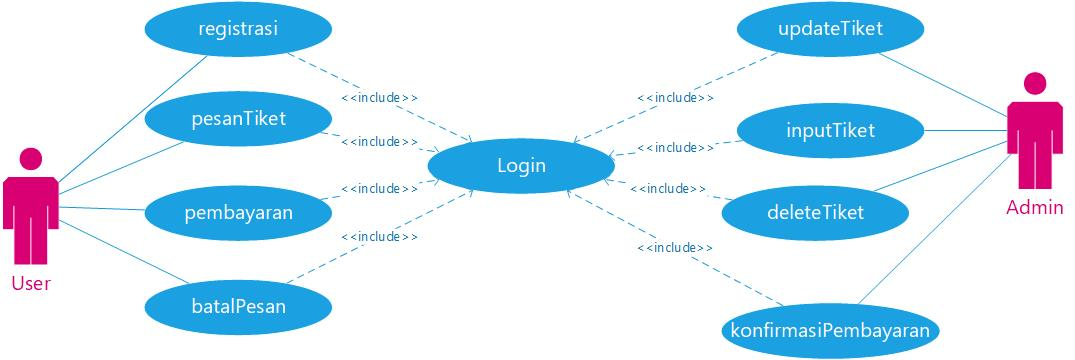 registrasi
updateTiket
<<include>>
<<include>>
pesanTiket
inputTiket
<<include>>
<<include>>
Login
<<include>>
<<include>>
pembayaran
deleteTiket
Admin
<<include>>
<<include>>
User
batalPesan
konfirmasiPembayaran